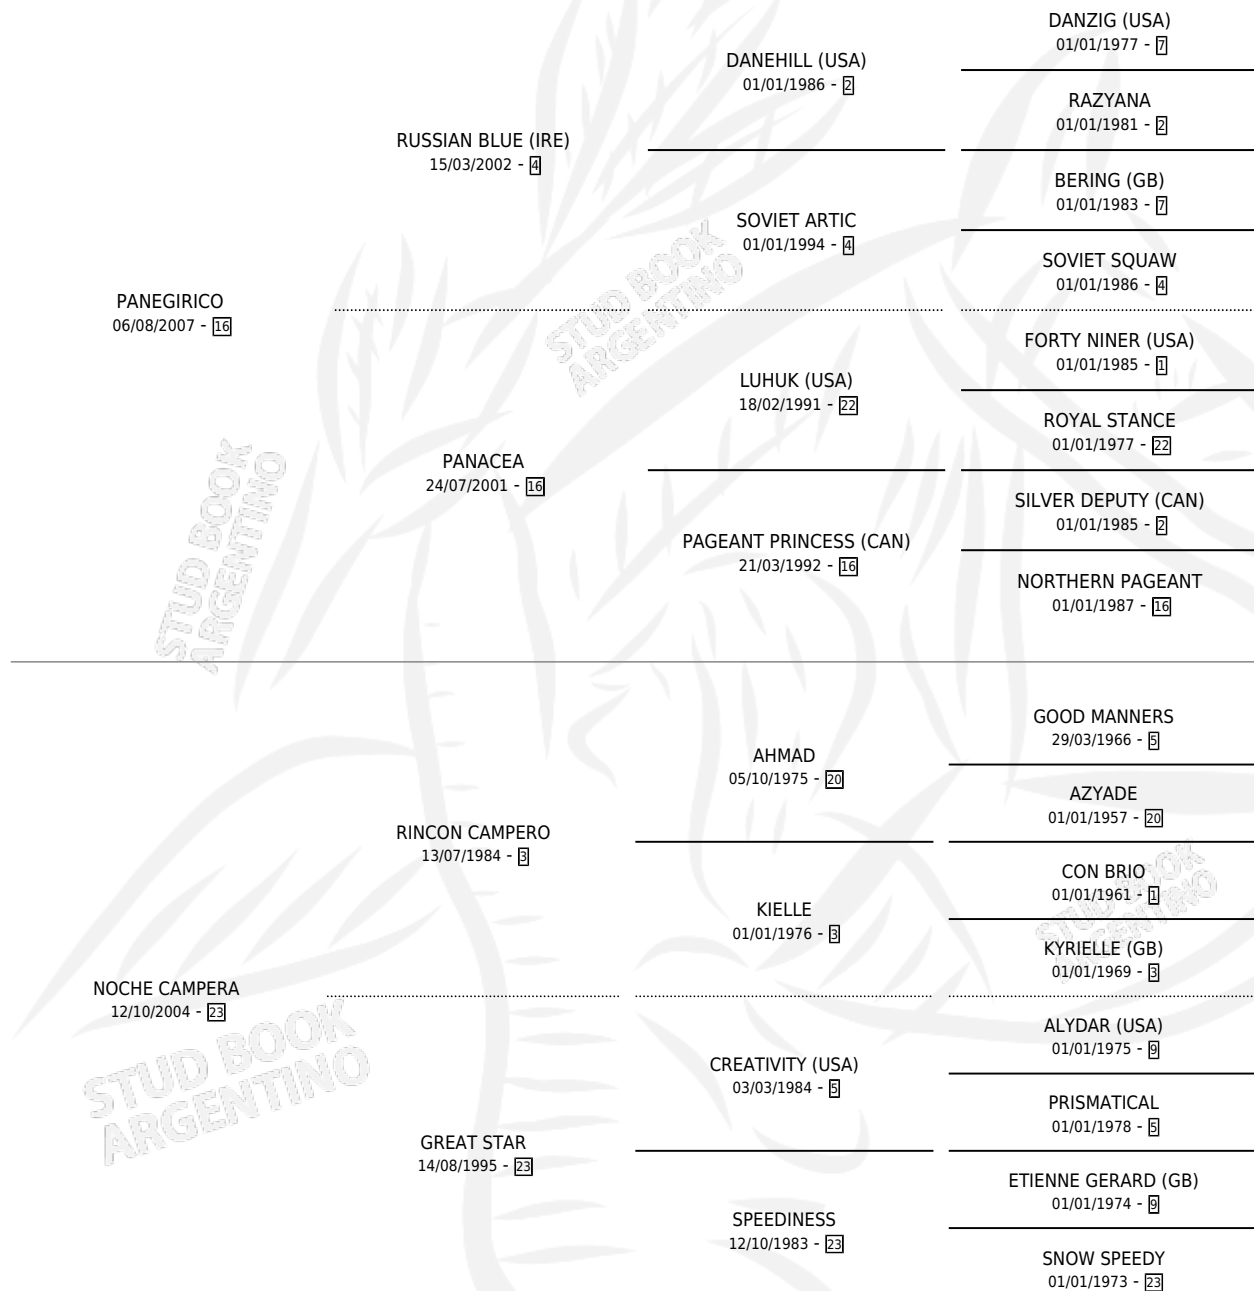 DANZIG (USA)
01/01/1977 - 7
DANEHILL (USA)
01/01/1986 - 2
RAZYANA
01/01/1981 - 2
RUSSIAN BLUE (IRE)
15/03/2002 - 4
BERING (GB)
01/01/1983 - 7
SOVIET ARTIC
01/01/1994 - 4
SOVIET SQUAW
01/01/1986 - 4
PANEGIRICO
06/08/2007 - 16
FORTY NINER (USA)
01/01/1985 - 1
LUHUK (USA)
18/02/1991 - 22
ROYAL STANCE
01/01/1977 - 22
PANACEA
24/07/2001 - 16
SILVER DEPUTY (CAN)
01/01/1985 - 2
PAGEANT PRINCESS (CAN)
21/03/1992 - 16
NORTHERN PAGEANT
01/01/1987 - 16
GOOD MANNERS
29/03/1966 - 5
AHMAD
05/10/1975 - 20
AZYADE
01/01/1957 - 20
RINCON CAMPERO
13/07/1984 - 3
CON BRIO
01/01/1961 - 1
KIELLE
01/01/1976 - 3
KYRIELLE (GB)
01/01/1969 - 3
NOCHE CAMPERA
12/10/2004 - 23
ALYDAR (USA)
01/01/1975 - 9
CREATIVITY (USA)
03/03/1984 - 5
PRISMATICAL
01/01/1978 - 5
GREAT STAR
14/08/1995 - 23
ETIENNE GERARD (GB)
01/01/1974 - 9
SPEEDINESS
12/10/1983 - 23
SNOW SPEEDY
01/01/1973 - 23
STUD BOOK
ARGENTINO
STUD BOOK
ARGENTINO
STUD BOOK
ARGENTINO
STUD BOOK
ARGENTINO